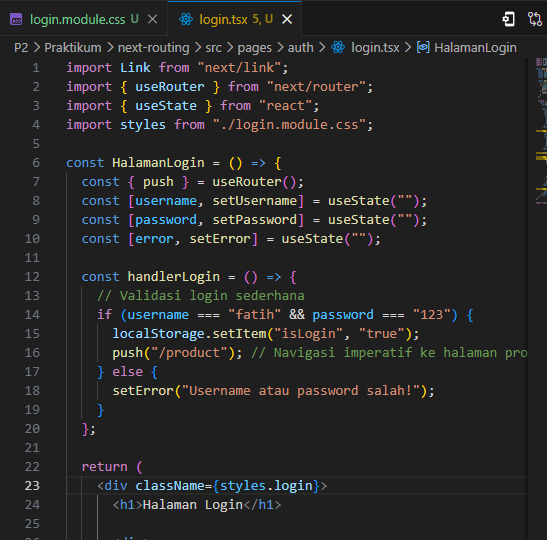 login.module.css U
login.tsx 5, U
P2 > Praktikum > next-routing > src > pages > auth > login.tsx > HalamanLogin
1 import Link from "next/link";
2 import { useRouter } from "next/router";
3 import { useState } from "react";
4 import styles from "./login.module.css";
5
6 const HalamanLogin = () => {
7 const { push } = useRouter();
8 const [username, setUsername] = useState("");
9 const [password, setPassword] = useState("");
10 const [error, setError] = useState("");
11
12 const handlerLogin = () => {
13 // Validasi login sederhana
14 if (username === "fatih" && password === "123") {
15 localStorage.setItem("isLogin", "true");
16 push("/product"); // Navigasi imperatif ke halaman pro
17 } else {
18 setError("Username atau password salah!");
19 }
20 };
21
22 return (
23 <div className={styles.login}>
24 <h1>Halaman Login</h1>
25